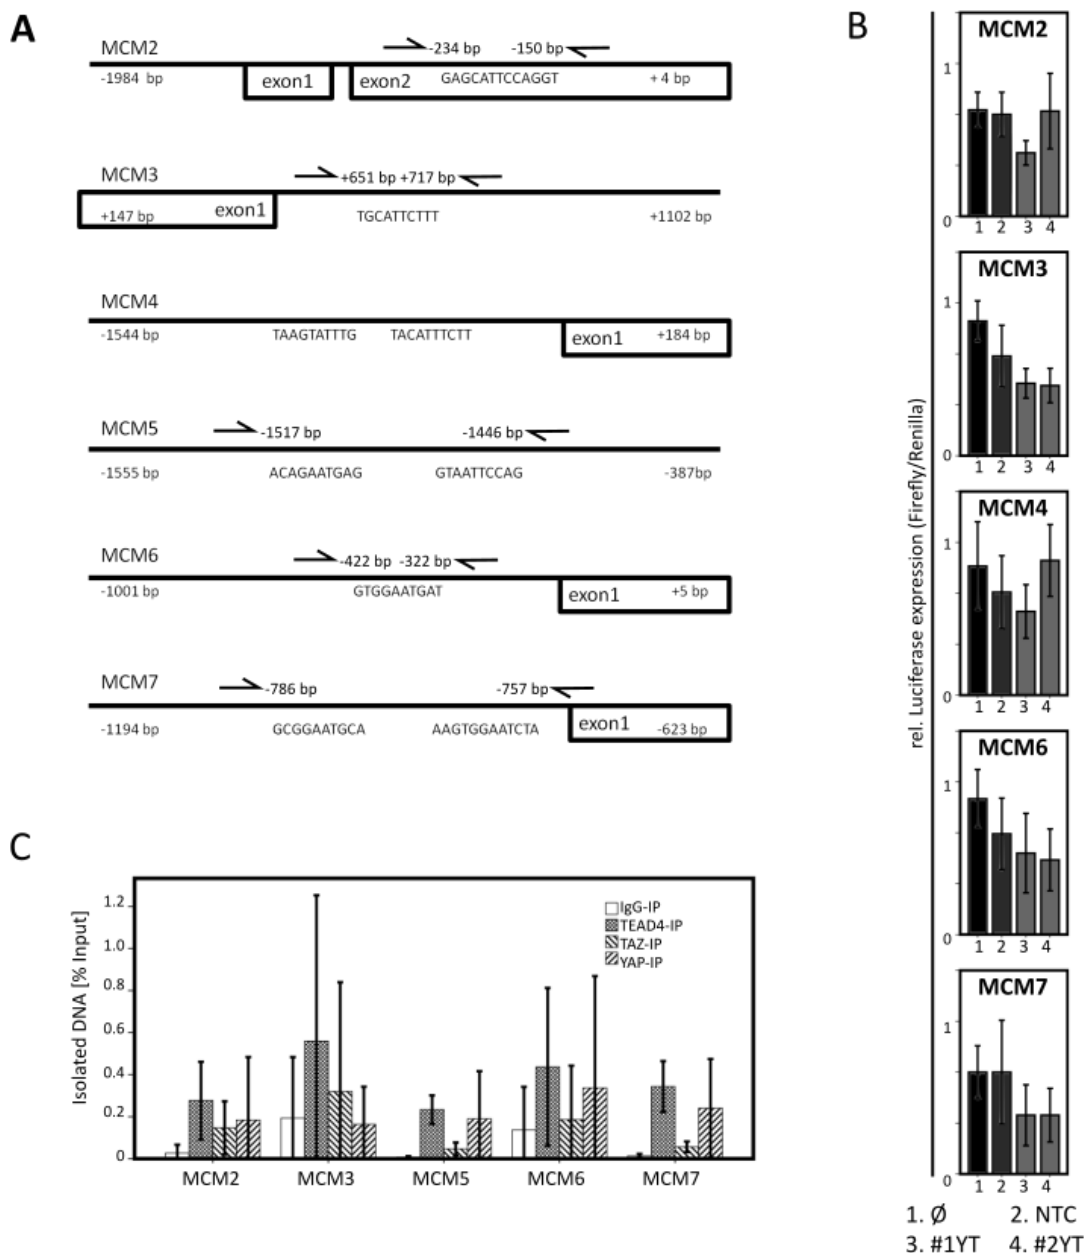 A
MCM2
-234 bp -150 bp
-1984 bp exon1 exon2 GAGCATTCCAGGT + 4 bp
MCM3
+651 bp +717 bp
+147 bp exon1 TGCATTCTTT +1102 bp
MCM4
-1544 bp TAAGTATTTG TACATTTCTT exon1 +184 bp
MCM5
-1517 bp -1446 bp
-1555 bp ACAGAATGAG GTAATTCCAG -387bp
MCM6
-422 bp -322 bp
-1001 bp GTGGAATGAT exon1 +5 bp
MCM7
-786 bp -757 bp
-1194 bp GCGGAATGCA AAGTGGAATCTA exon1 -623 bp
B
rel. Luciferase expression (Firefly/Renilla)
MCM2
1
0
1 2 3 4
MCM3
1
0
1 2 3 4
MCM4
1
0
1 2 3 4
MCM6
1
0
1 2 3 4
MCM7
1
0
1 2 3 4
1. Ø 2. NTC
3. #1YT 4. #2YT
C
Isolated DNA [% Input]
1.2
1.0
0.8
0.6
0.4
0.2
0
IgG-IP
TEAD4-IP
TAZ-IP
YAP-IP
MCM2 MCM3 MCM5 MCM6 MCM7